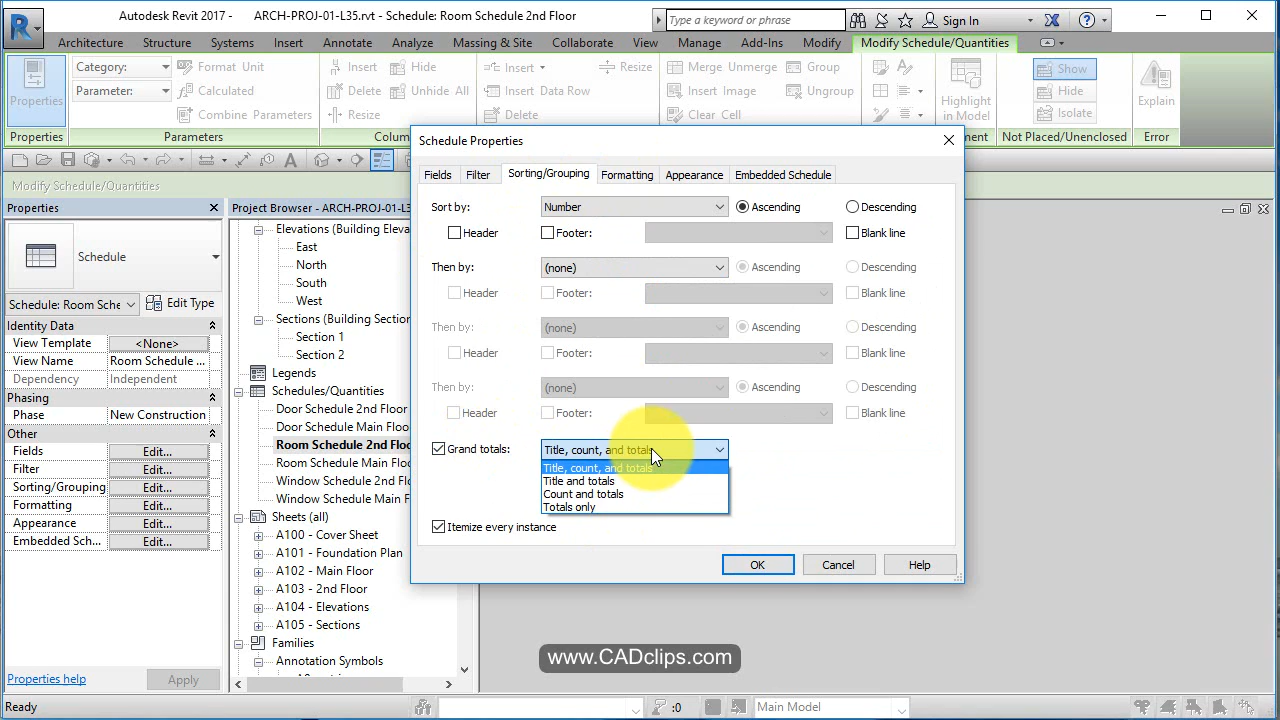 Autodesk Revit 2017 - ARCH-PROJ-01-L35.rvt - Schedule: Room Schedule 2nd Floor
Type a keyword or phrase
Sign In
Architecture Structure Systems Insert Annotate Analyze Massing & Site Collaborate View Manage Add-Ins Modify Modify Schedule/Quantities
Category: Format Unit Insert Hide Insert Resize Merge Unmerge Group Show
Parameter: Calculated Delete Unhide All Insert Data Row Insert Image Ungroup Hide
Properties Combine Parameters Resize Delete Clear Cell Highlight in Model Isolate Explain
Properties Parameters Not Placed/Unenclosed Error
Modify Schedule/Quantities
Properties
Schedule
Schedule: Room Sche
Edit Type
Identity Data
View Template <None>
View Name Room Schedule ...
Dependency Independent
Phasing
Phase New Construction
Other
Fields Edit...
Filter Edit...
Sorting/Grouping Edit...
Formatting Edit...
Appearance Edit...
Embedded Sch... Edit...
Properties help
Apply
Project Browser - ARCH-PROJ-01-L3
Elevations (Building Eleva
East
North
South
West
Sections (Building Section
Section 1
Section 2
Legends
Schedules/Quantities
Door Schedule 2nd Floor
Door Schedule Main Floo
Room Schedule 2nd Floo
Room Schedule Main Flo
Window Schedule 2nd F
Window Schedule Main F
Sheets (all)
A100 - Cover Sheet
A101 - Foundation Plan
A102 - Main Floor
A103 - 2nd Floor
A104 - Elevations
A105 - Sections
Families
Annotation Symbols
Schedule Properties
Fields Filter Sorting/Grouping Formatting Appearance Embedded Schedule
Sort by: Number Ascending Descending
Header Footer: Blank line
Then by: (none) Ascending Descending
Header Footer: Blank line
Then by: (none) Ascending Descending
Header Footer: Blank line
Then by: (none) Ascending Descending
Header Footer: Blank line
Grand totals: Title, count, and totals
Title, count, and totals
Title and totals
Count and totals
Totals only
Itemize every instance
OK Cancel Help
www.CADclips.com
Ready
:0
Main Model